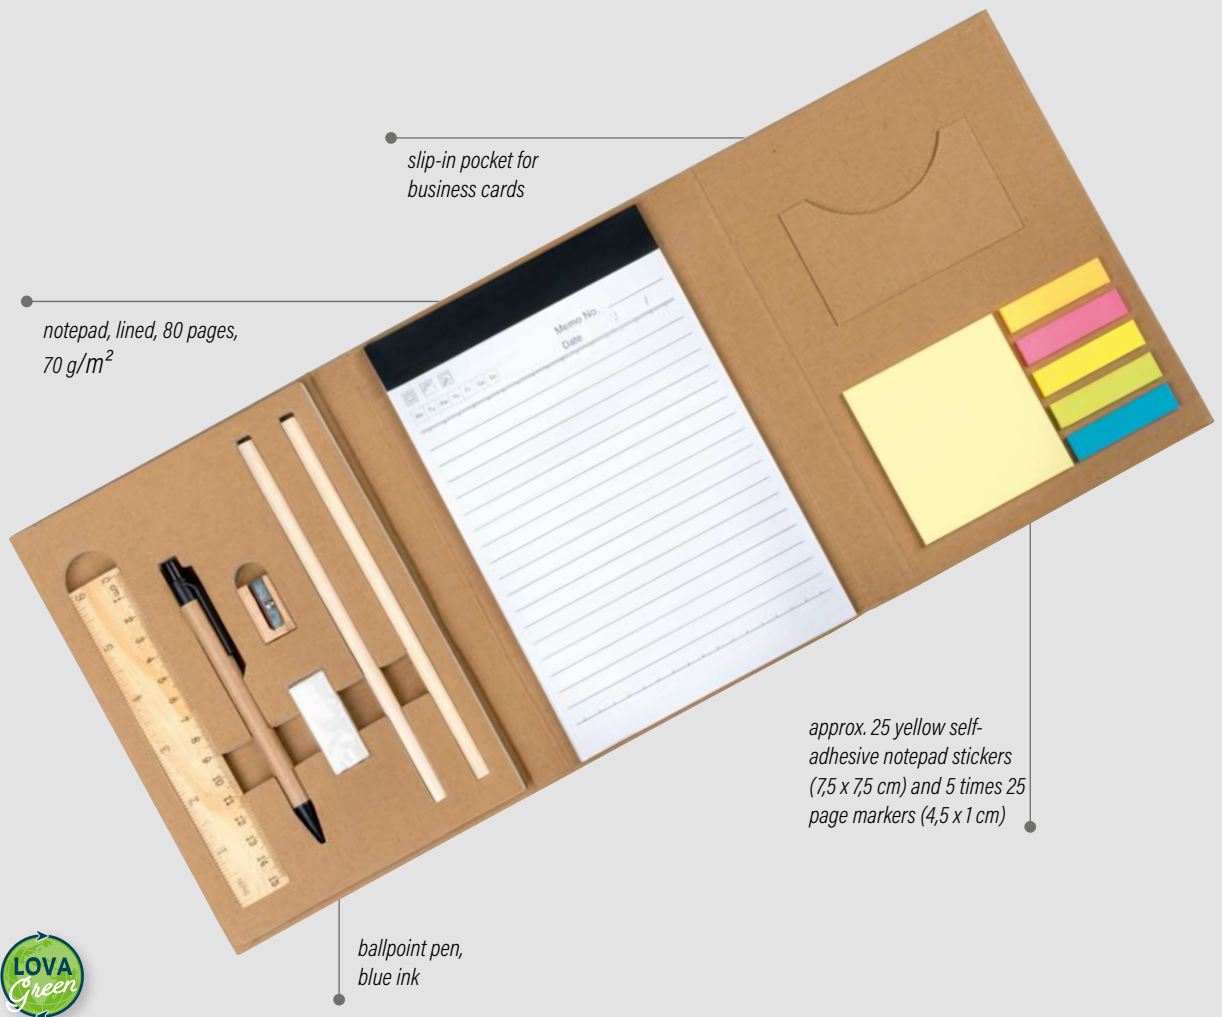 slip-in pocket for
business cards
notepad, lined, 80 pages,
70 g/m²
Memo No.
Date
approx. 25 yellow self-
adhesive notepad stickers
(7,5 x 7,5 cm) and 5 times 25
page markers (4,5 x 1 cm)
ballpoint pen,
blue ink
LOVA
Green